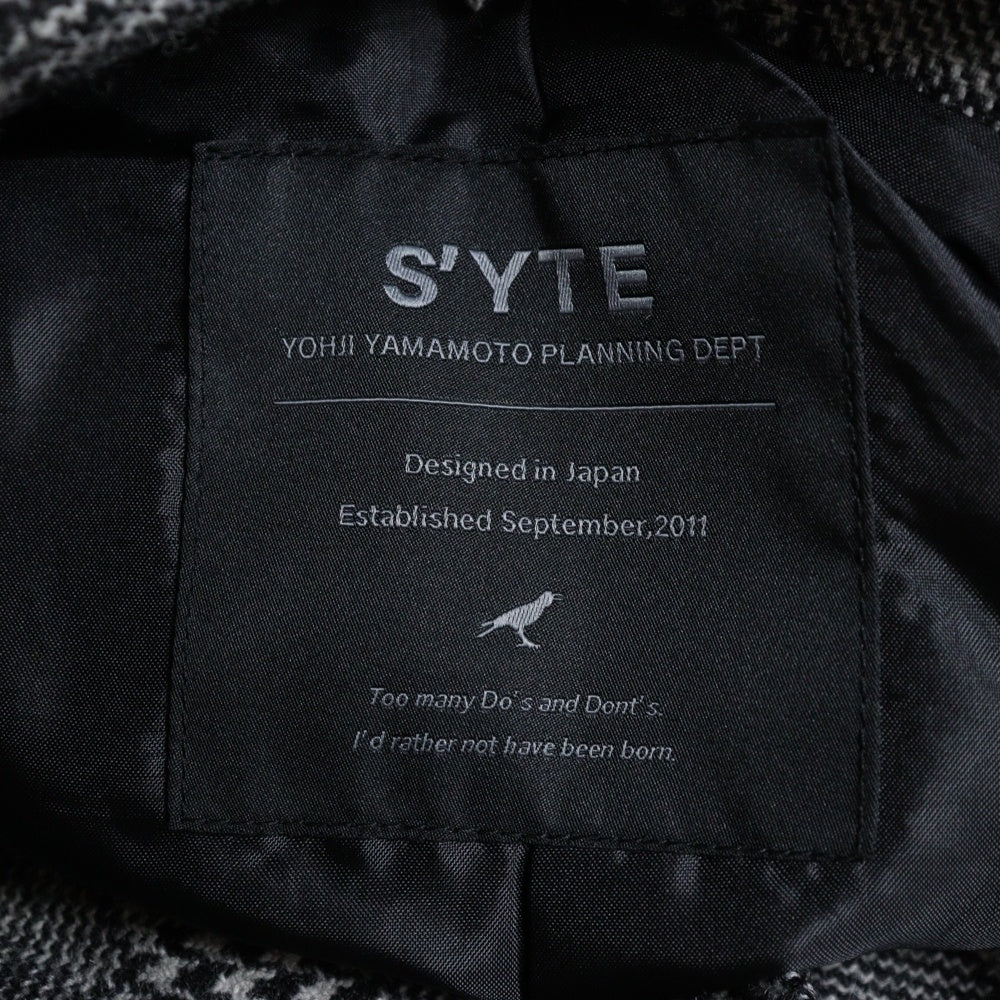 S'YTE
YOHJI YAMAMOTO PLANNING DEPT
Designed in Japan
Established September,2011
Too many Do's and Dont's.
I'd rather not have been born.